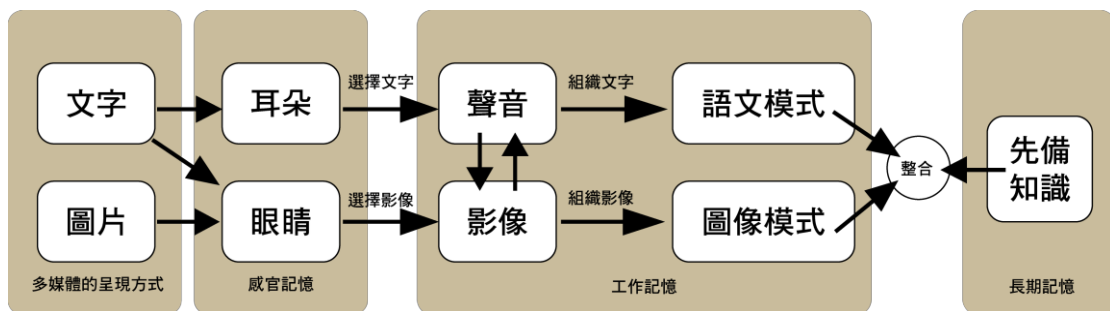 文字
耳朵
選擇文字
聲音
組織文字
語文模式
整合
先備
知識
圖片
眼睛
選擇影像
影像
組織影像
圖像模式
多媒體的呈現方式
感官記憶
工作記憶
長期記憶